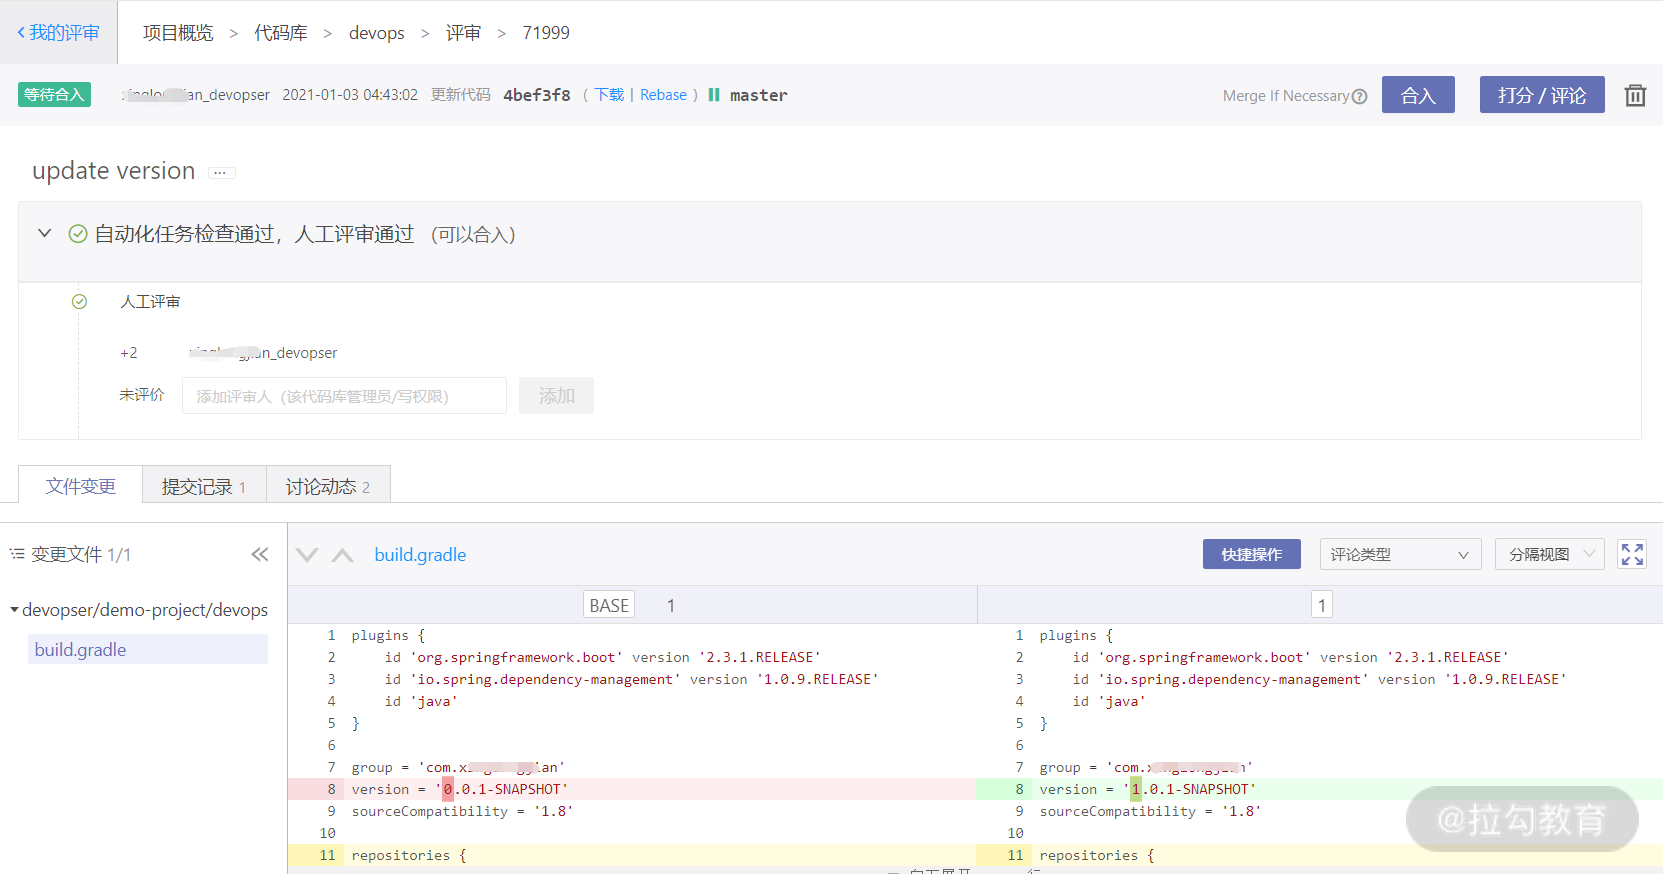 我的评审 项目概览 > 代码库 > devops > 评审 > 71999
等待合入 _devopser 2021-01-03 04:43:02 更新代码 4bef3f8 ( 下载 | Rebase ) master Merge If Necessary 合入 打分 / 评论
update version ...
自动化任务检查通过，人工评审通过 (可以合入)
人工评审
+2 _devopser
未评价 添加评审人（该代码库管理员/写权限） 添加
文件变更 提交记录 1 讨论动态 2
变更文件 1/1
devopser/demo-project/devops
build.gradle
build.gradle 快捷操作 评论类型 分隔视图
BASE 1 1
1 plugins { 1 plugins {
2 id 'org.springframework.boot' version '2.3.1.RELEASE' 2 id 'org.springframework.boot' version '2.3.1.RELEASE'
3 id 'io.spring.dependency-management' version '1.0.9.RELEASE' 3 id 'io.spring.dependency-management' version '1.0.9.RELEASE'
4 id 'java' 4 id 'java'
5 } 5 }
6 6
7 group = 'com. 7 group = 'com.
8 version = '0.0.1-SNAPSHOT' 8 version = '1.0.1-SNAPSHOT'
9 sourceCompatibility = '1.8' 9 sourceCompatibility = '1.8'
10 10
11 repositories { 11 repositories {
@拉勾教育